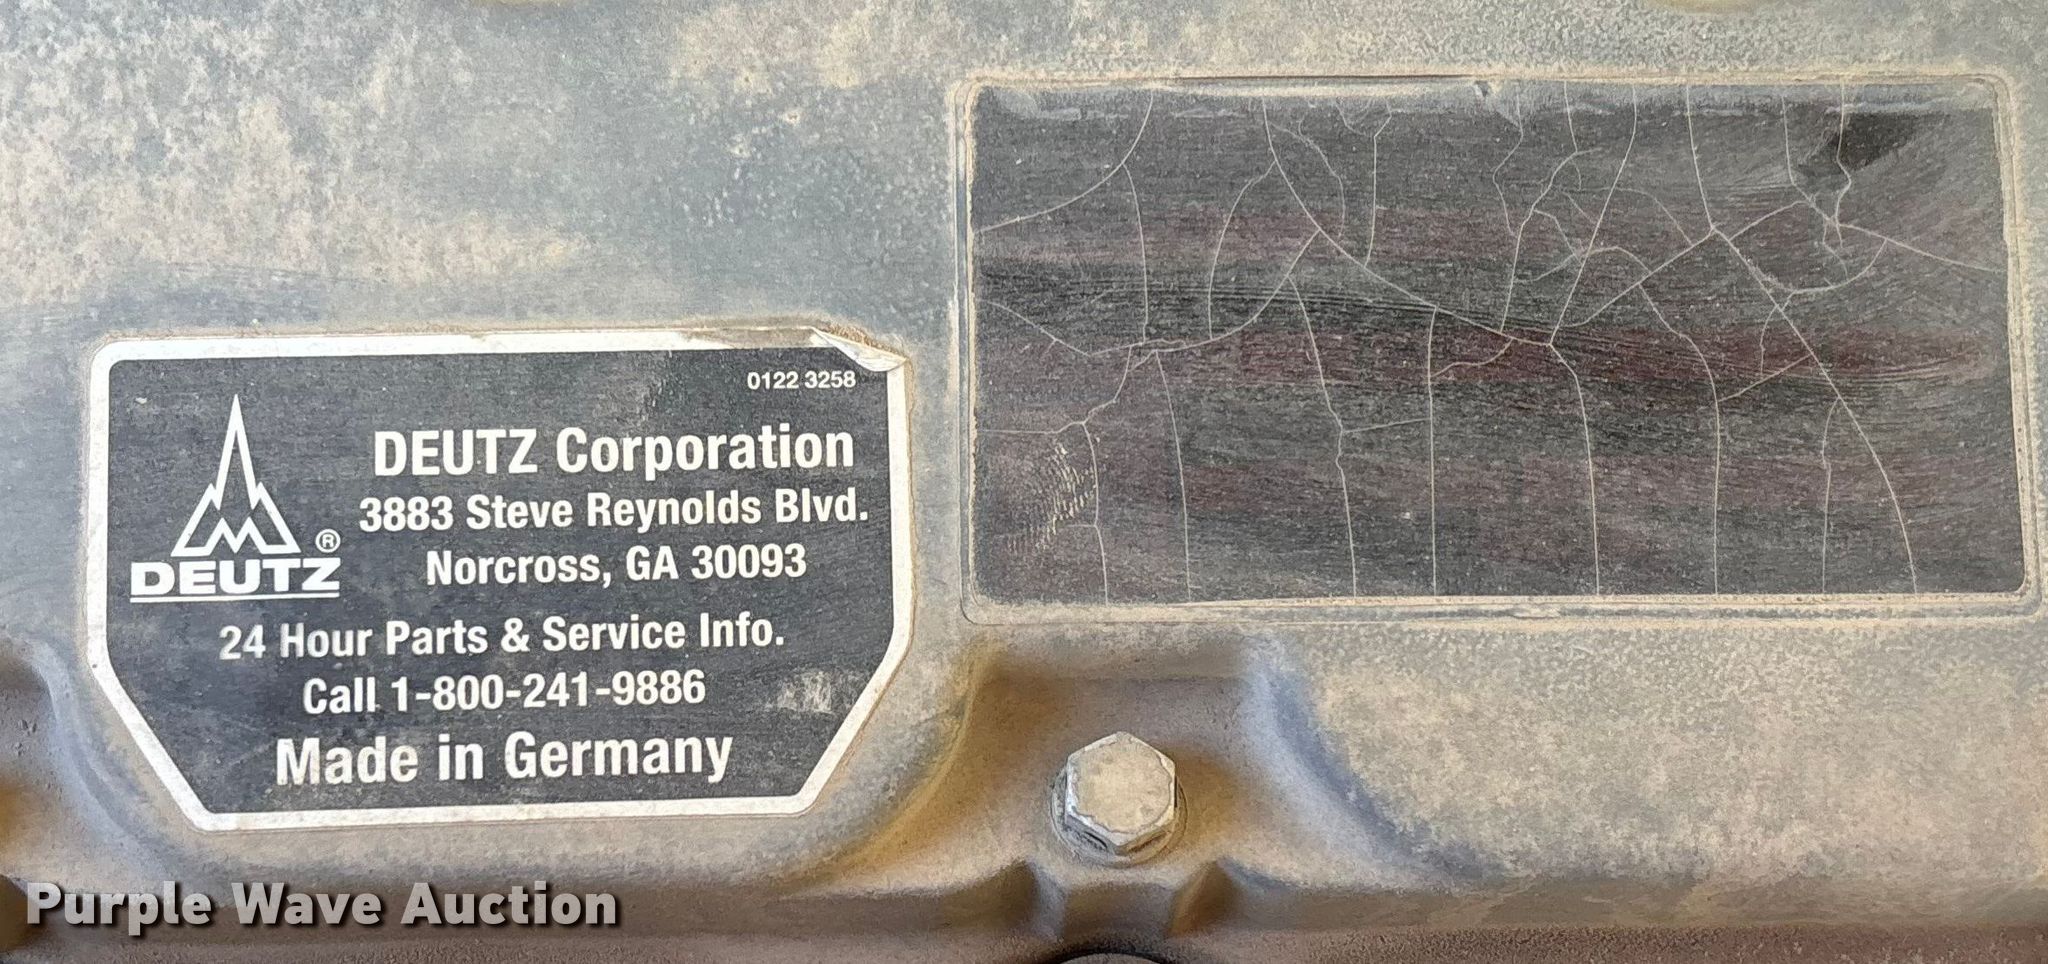 0122 3258
DEUTZ Corporation
3883 Steve Reynolds Blvd.
Norcross, GA 30093
DEUTZ®
24 Hour Parts & Service Info.
Call 1-800-241-9886
Made in Germany
Purple Wave Auction